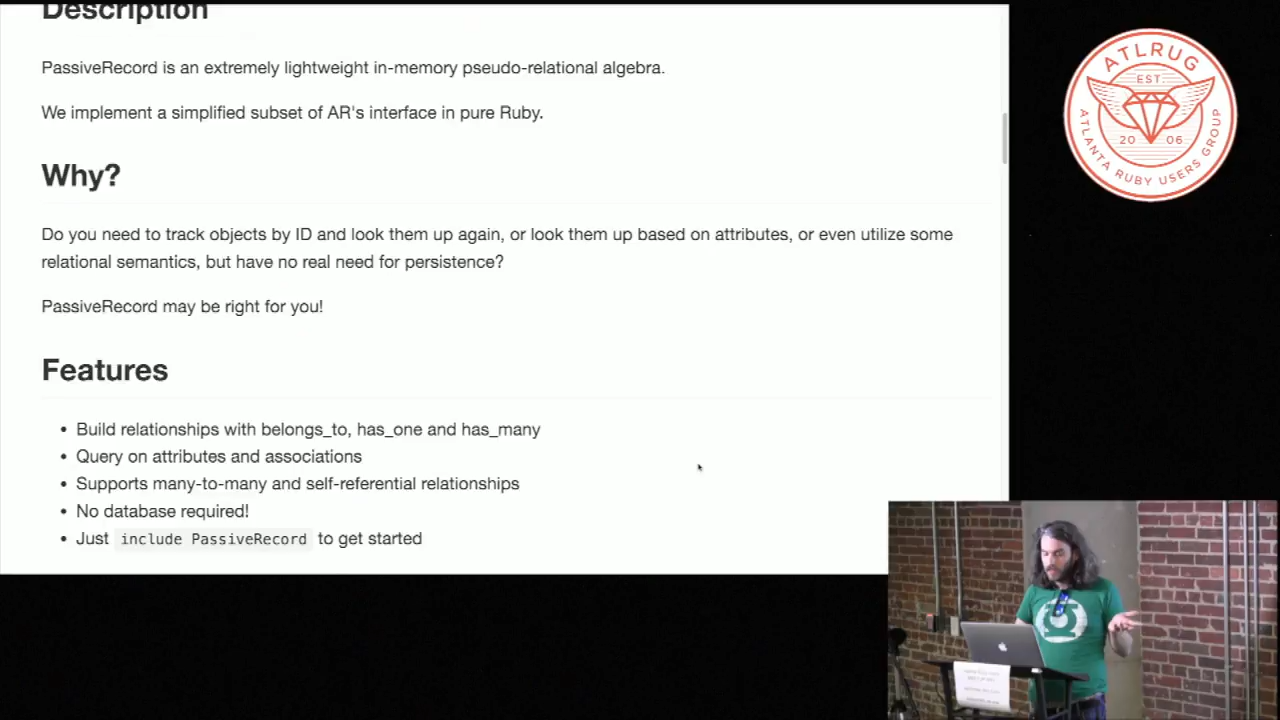 Description
PassiveRecord is an extremely lightweight in-memory pseudo-relational algebra.
We implement a simplified subset of AR's interface in pure Ruby.
Why?
Do you need to track objects by ID and look them up again, or look them up based on attributes, or even utilize some
relational semantics, but have no real need for persistence?
PassiveRecord may be right for you!
Features
• Build relationships with belongs_to, has_one and has_many
• Query on attributes and associations
• Supports many-to-many and self-referential relationships
• No database required!
• Just include PassiveRecord to get started
ATLRUG
EST.
20 06
ATLANTA RUBY USERS GROUP